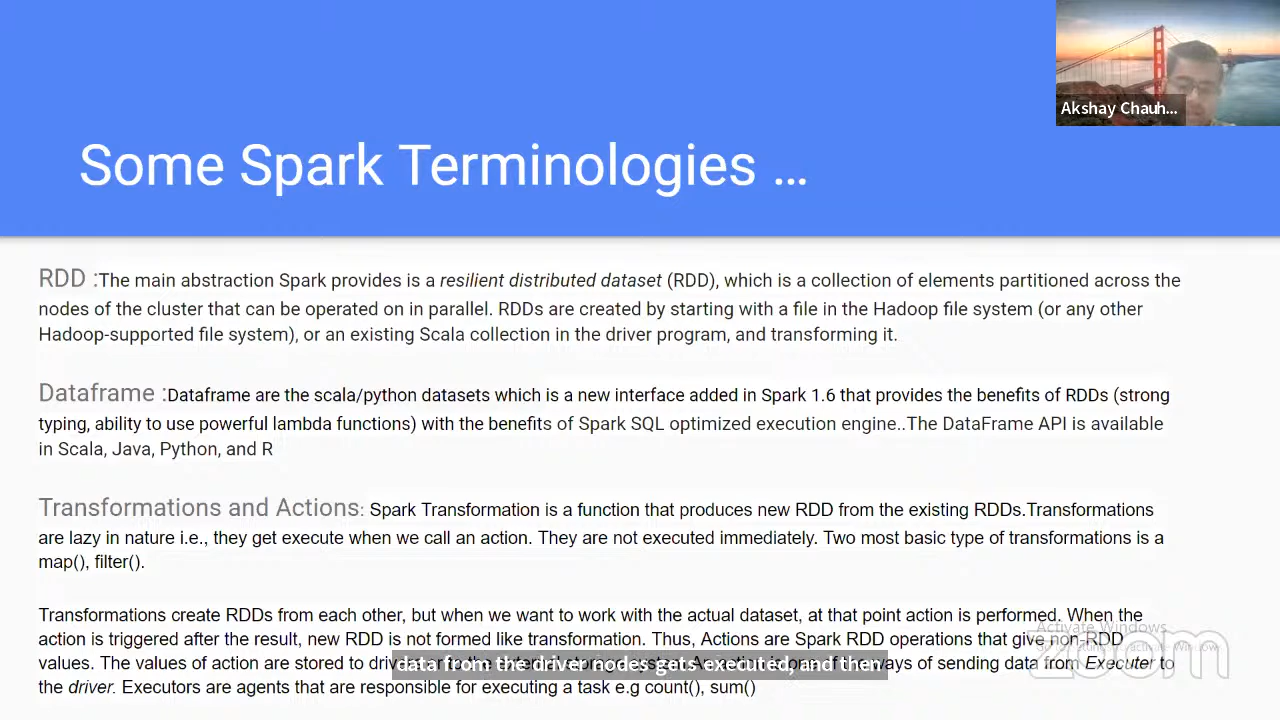 Akshay Chauh...
Some Spark Terminologies ...
RDD :The main abstraction Spark provides is a resilient distributed dataset (RDD), which is a collection of elements partitioned across the
nodes of the cluster that can be operated on in parallel. RDDs are created by starting with a file in the Hadoop file system (or any other
Hadoop-supported file system), or an existing Scala collection in the driver program, and transforming it.
Dataframe :Dataframe are the scala/python datasets which is a new interface added in Spark 1.6 that provides the benefits of RDDs (strong
typing, ability to use powerful lambda functions) with the benefits of Spark SQL optimized execution engine..The DataFrame API is available
in Scala, Java, Python, and R
Transformations and Actions: Spark Transformation is a function that produces new RDD from the existing RDDs.Transformations
are lazy in nature i.e., they get execute when we call an action. They are not executed immediately. Two most basic type of transformations is a
map(), filter().
Transformations create RDDs from each other, but when we want to work with the actual dataset, at that point action is performed. When the
action is triggered after the result, new RDD is not formed like transformation. Thus, Actions are Spark RDD operations that give non-RDD
values. The values of action are stored to ways of sending data from Executer to
the driver. Executors are agents that are responsible for executing a task e.g count(), sum()
data from the driver nodes gets executed, and then
Activate Windows
zoom